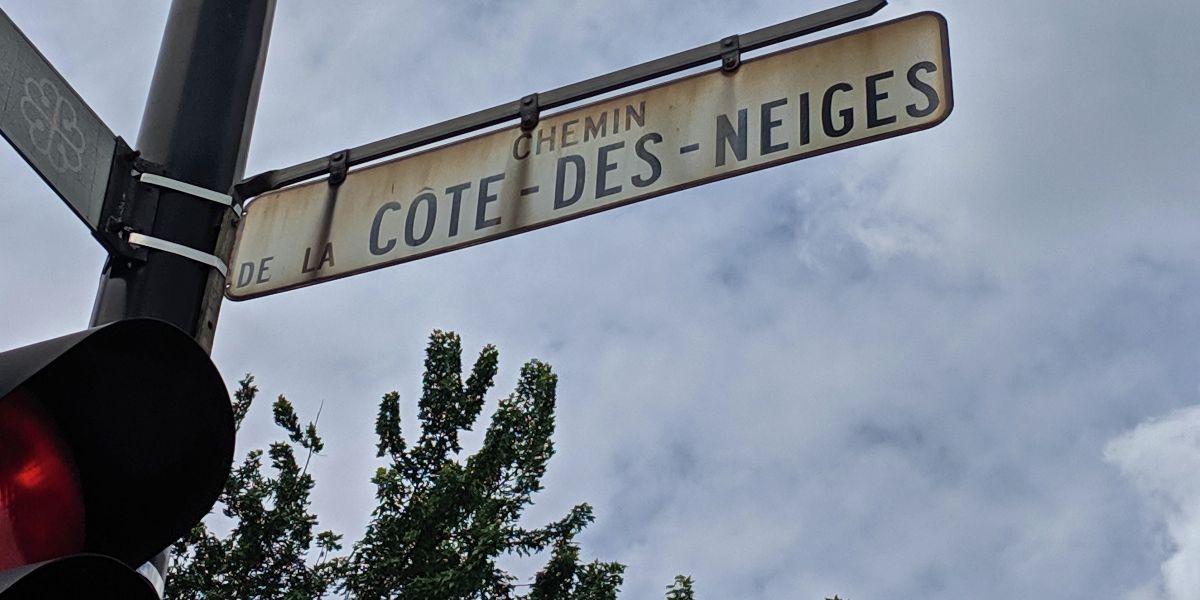 CHEMIN
DE LA CÔTE-DES-NEIGES